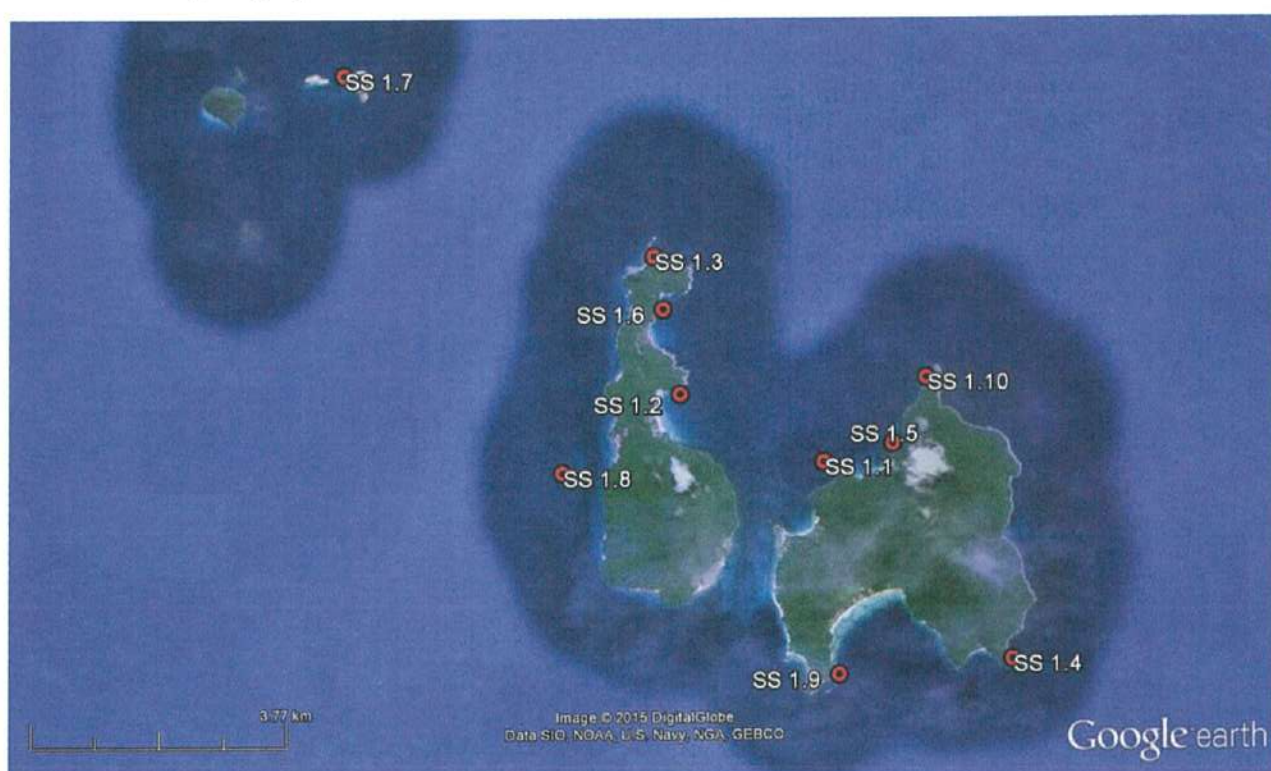 SS 1.7
SS 1.3
SS 1.6
SS 1.10
SS 1.2
SS 1.5
SS 1.1
SS 1.8
SS 1.4
SS 1.9
3.77 km
Image © 2015 DigitalGlobe
Data SIO, NOAA, U.S. Navy, NGA, GEBCO
Google earth